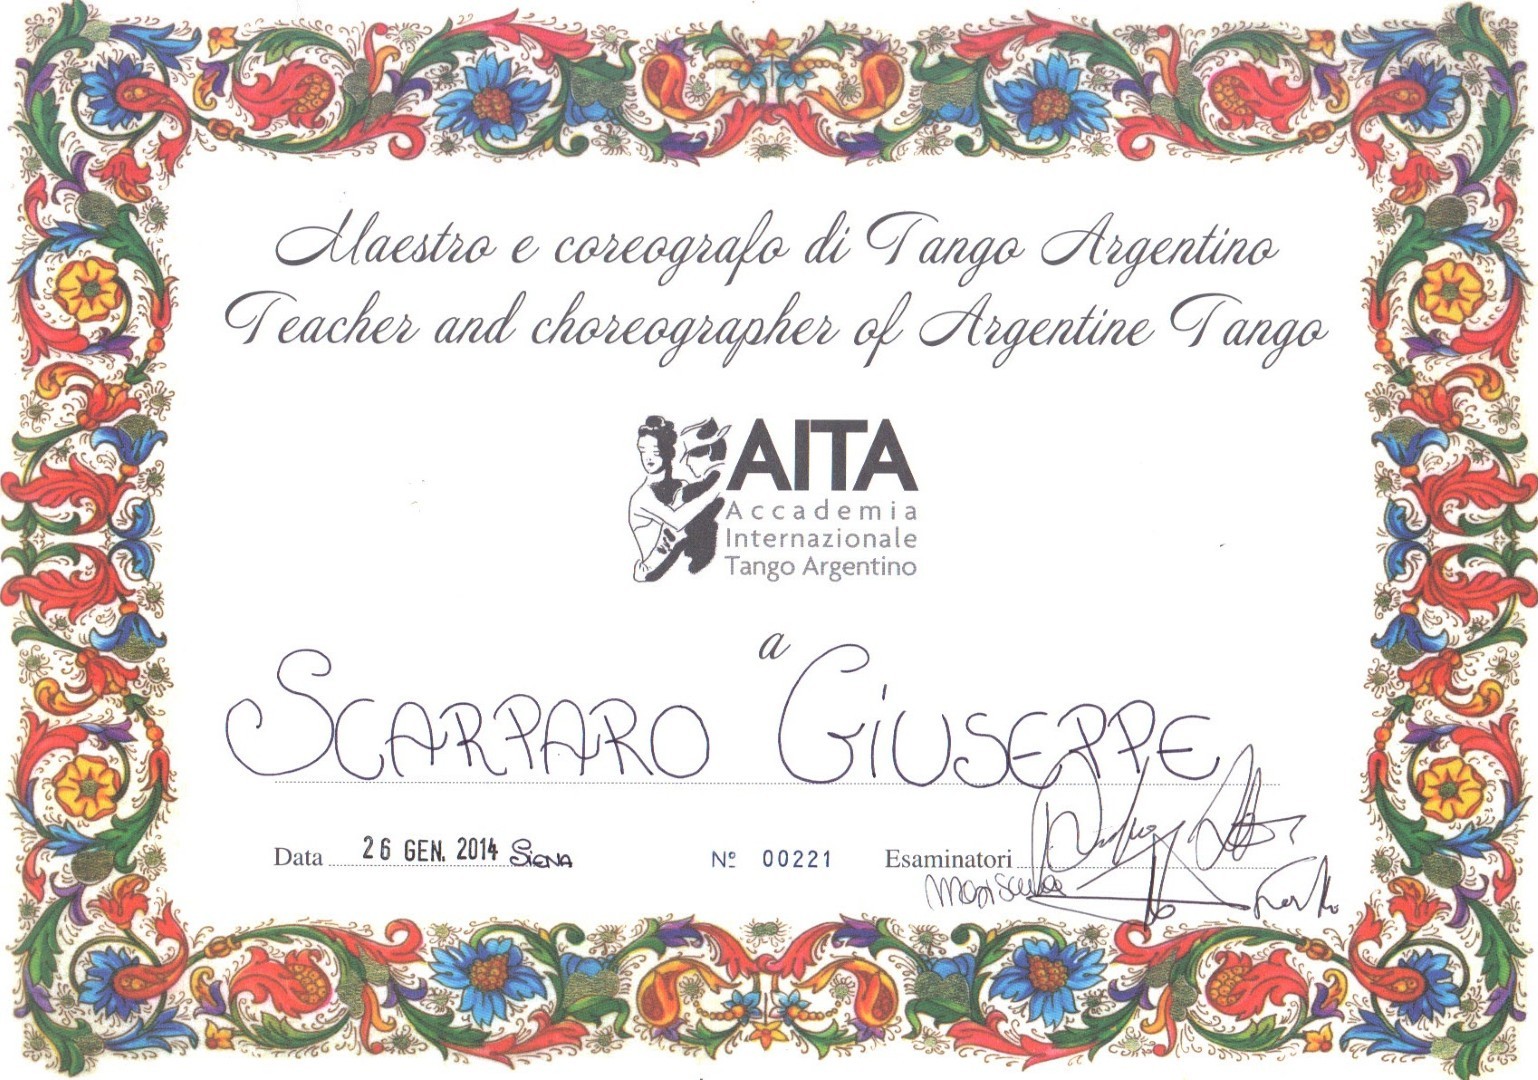 Maestro e coreografo di Tango Argentino
Teacher and choreographer of Argentine Tango
AITA
Accademia
Internazionale
Tango Argentino
a
SCARPARO GIUSEPPE
Data 26 GEN. 2014 SIENA Nº 00221 Esaminatori